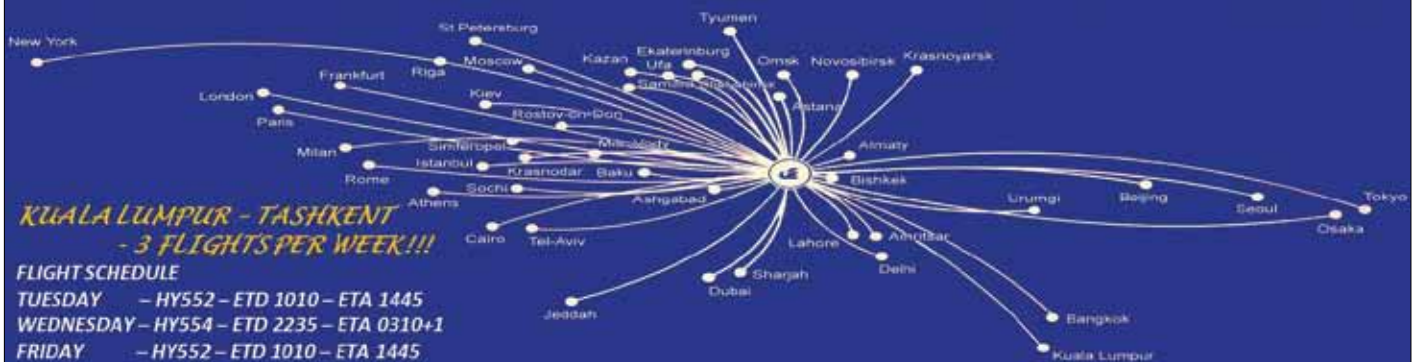 Tyumen
St Petersburg
New York
Ekaterinburg
Moscow
Kazan
Ufa
Omsk
Novosibirsk
Krasnoyarsk
Frankfurt
Riga
Samara
London
Kiev
Astana
Paris
Rostov-on-Don
Milan
Simferopol
Min.Vody
Almaty
Istanbul
Rome
Krasnodar
Baku
Bishkek
Sochi
Ashgabad
Athens
Urumgi
Beijing
Seoul
Tokyo
Osaka
KUALA LUMPUR - TASHKENT
- 3 FLIGHTS PER WEEK!!!
Cairo
Tel-Aviv
Lahore
Amritsar
Delhi
FLIGHT SCHEDULE
Sharjah
Dubai
TUESDAY – HY552 – ETD 1010 – ETA 1445
Jeddah
Bangkok
WEDNESDAY – HY554 – ETD 2235 – ETA 0310+1
FRIDAY – HY552 – ETD 1010 – ETA 1445
Kuala Lumpur